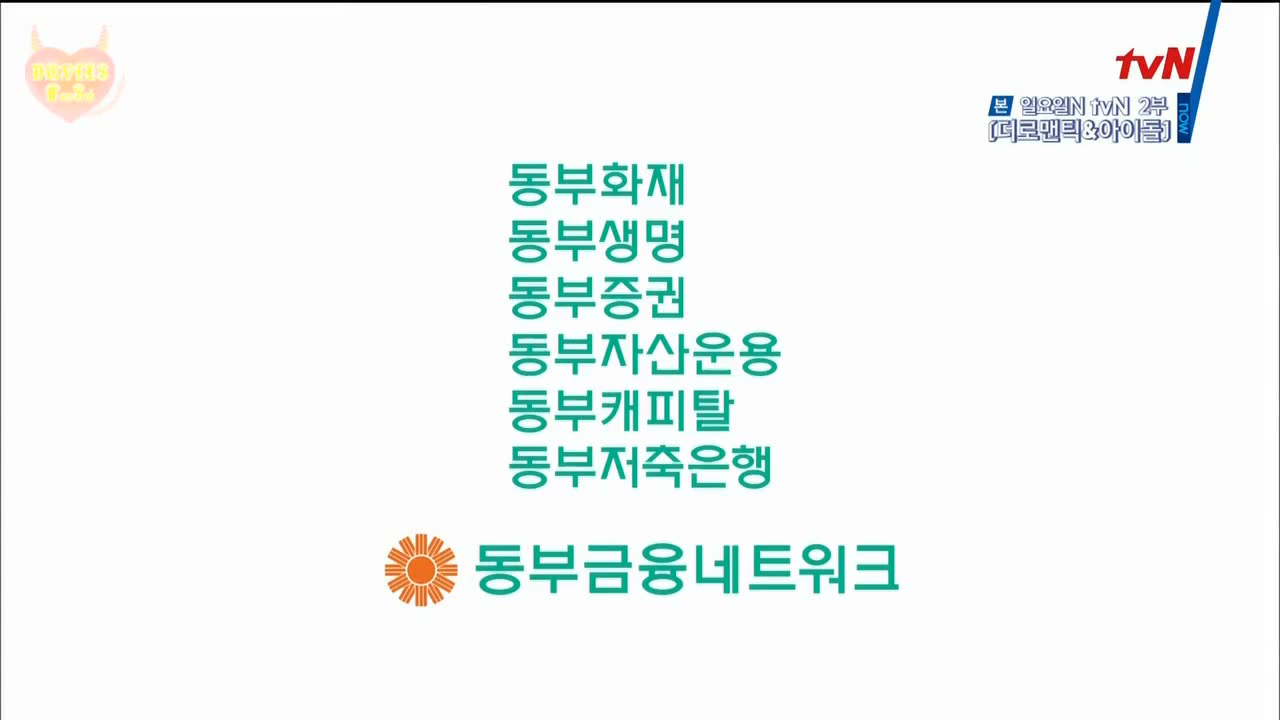 tvN
본 일요일N tvN 2부
[더로맨틱&아이돌]
now
동부화재
동부생명
동부증권
동부자산운용
동부캐피탈
동부저축은행
동부금융네트워크